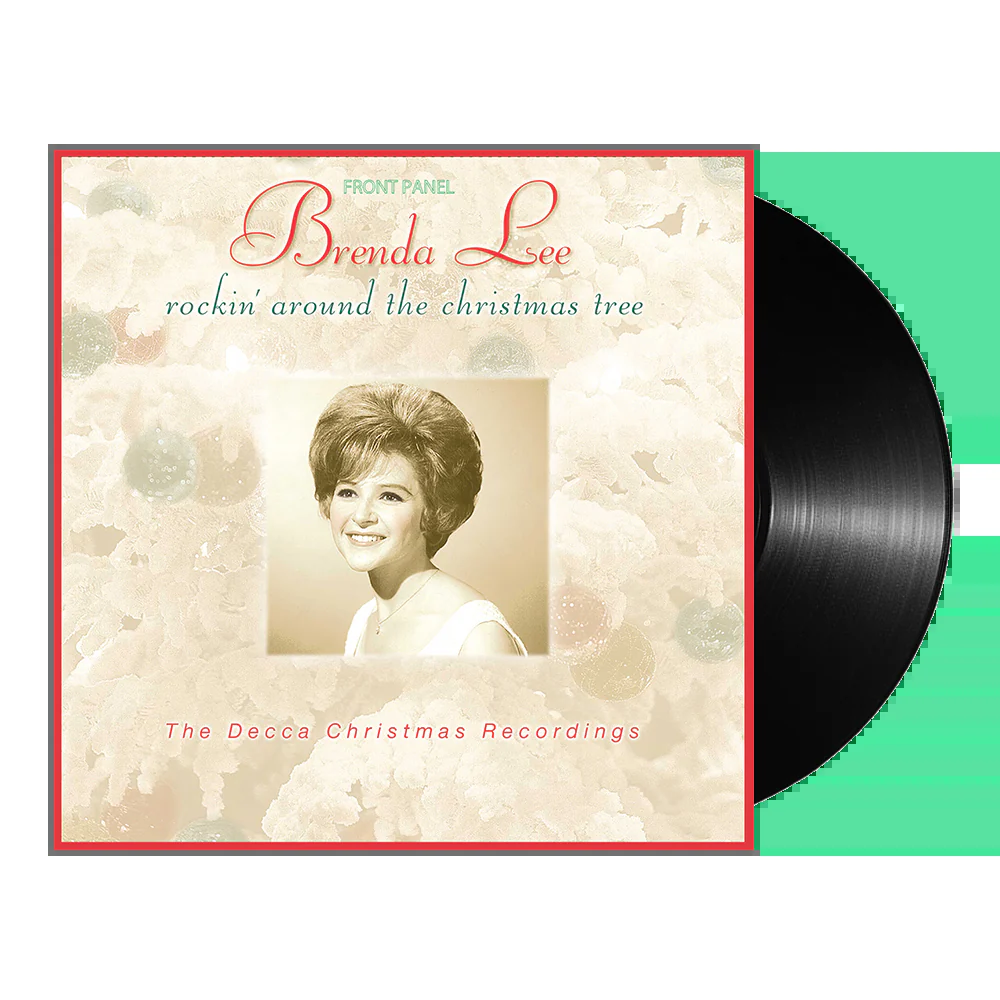 FRONT PANEL
Brenda Lee
rockin' around the christmas tree
The Decca Christmas Recordings